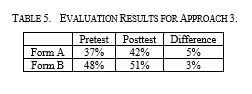 TABLE 5. EVALUATION RESULTS FOR APPROACH 3.
Pretest Posttest Difference
Form A 37% 42% 5%
Form B 48% 51% 3%